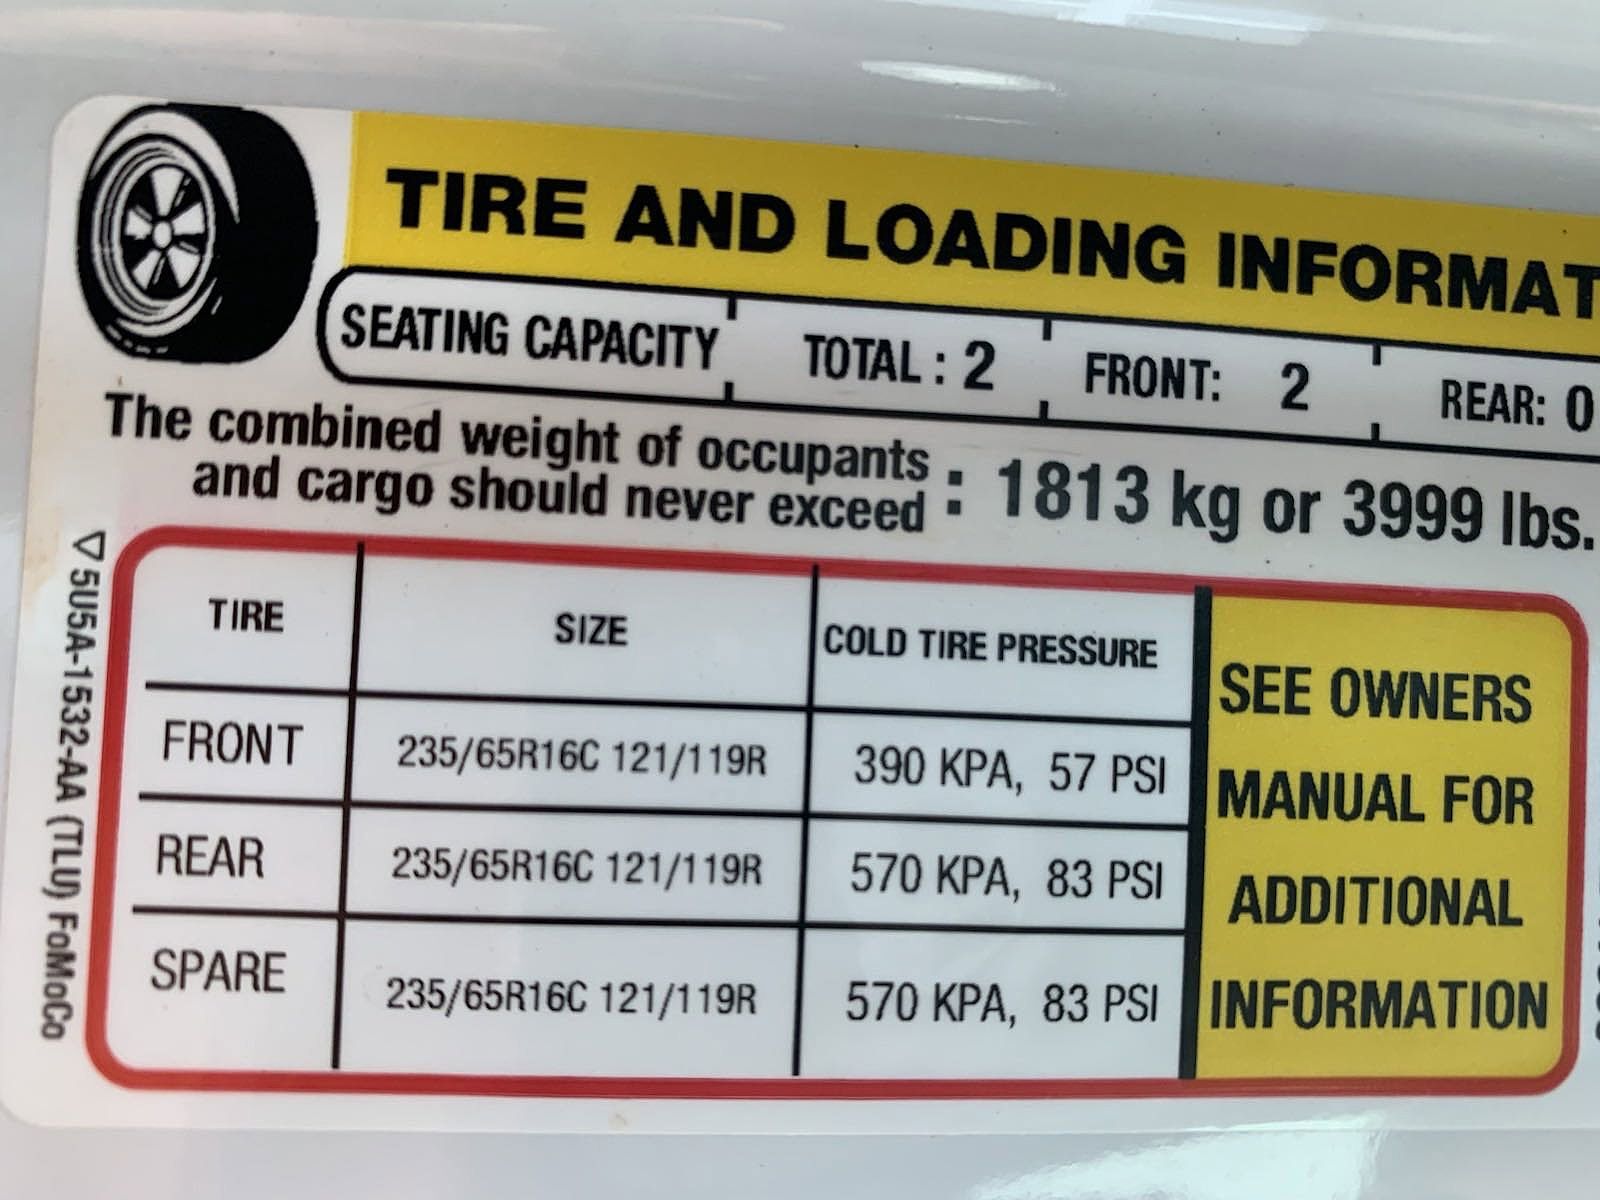 TIRE AND LOADING INFORMAT
SEATING CAPACITY TOTAL : 2 FRONT: 2 REAR: 0
The combined weight of occupants
and cargo should never exceed : 1813 kg or 3999 lbs.
TIRE SIZE COLD TIRE PRESSURE
FRONT 235/65R16C 121/119R 390 KPA, 57 PSI
REAR 235/65R16C 121/119R 570 KPA, 83 PSI
SPARE 235/65R16C 121/119R 570 KPA, 83 PSI
SEE OWNERS
MANUAL FOR
ADDITIONAL
INFORMATION
▽5U5A-1532-AA (TLU) FoMoCo